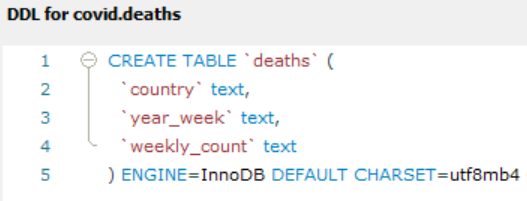 DDL for covid.deaths
1 CREATE TABLE `deaths` (
2 `country` text,
3 `year_week` text,
4 `weekly_count` text
5 ) ENGINE=InnoDB DEFAULT CHARSET=utf8mb4